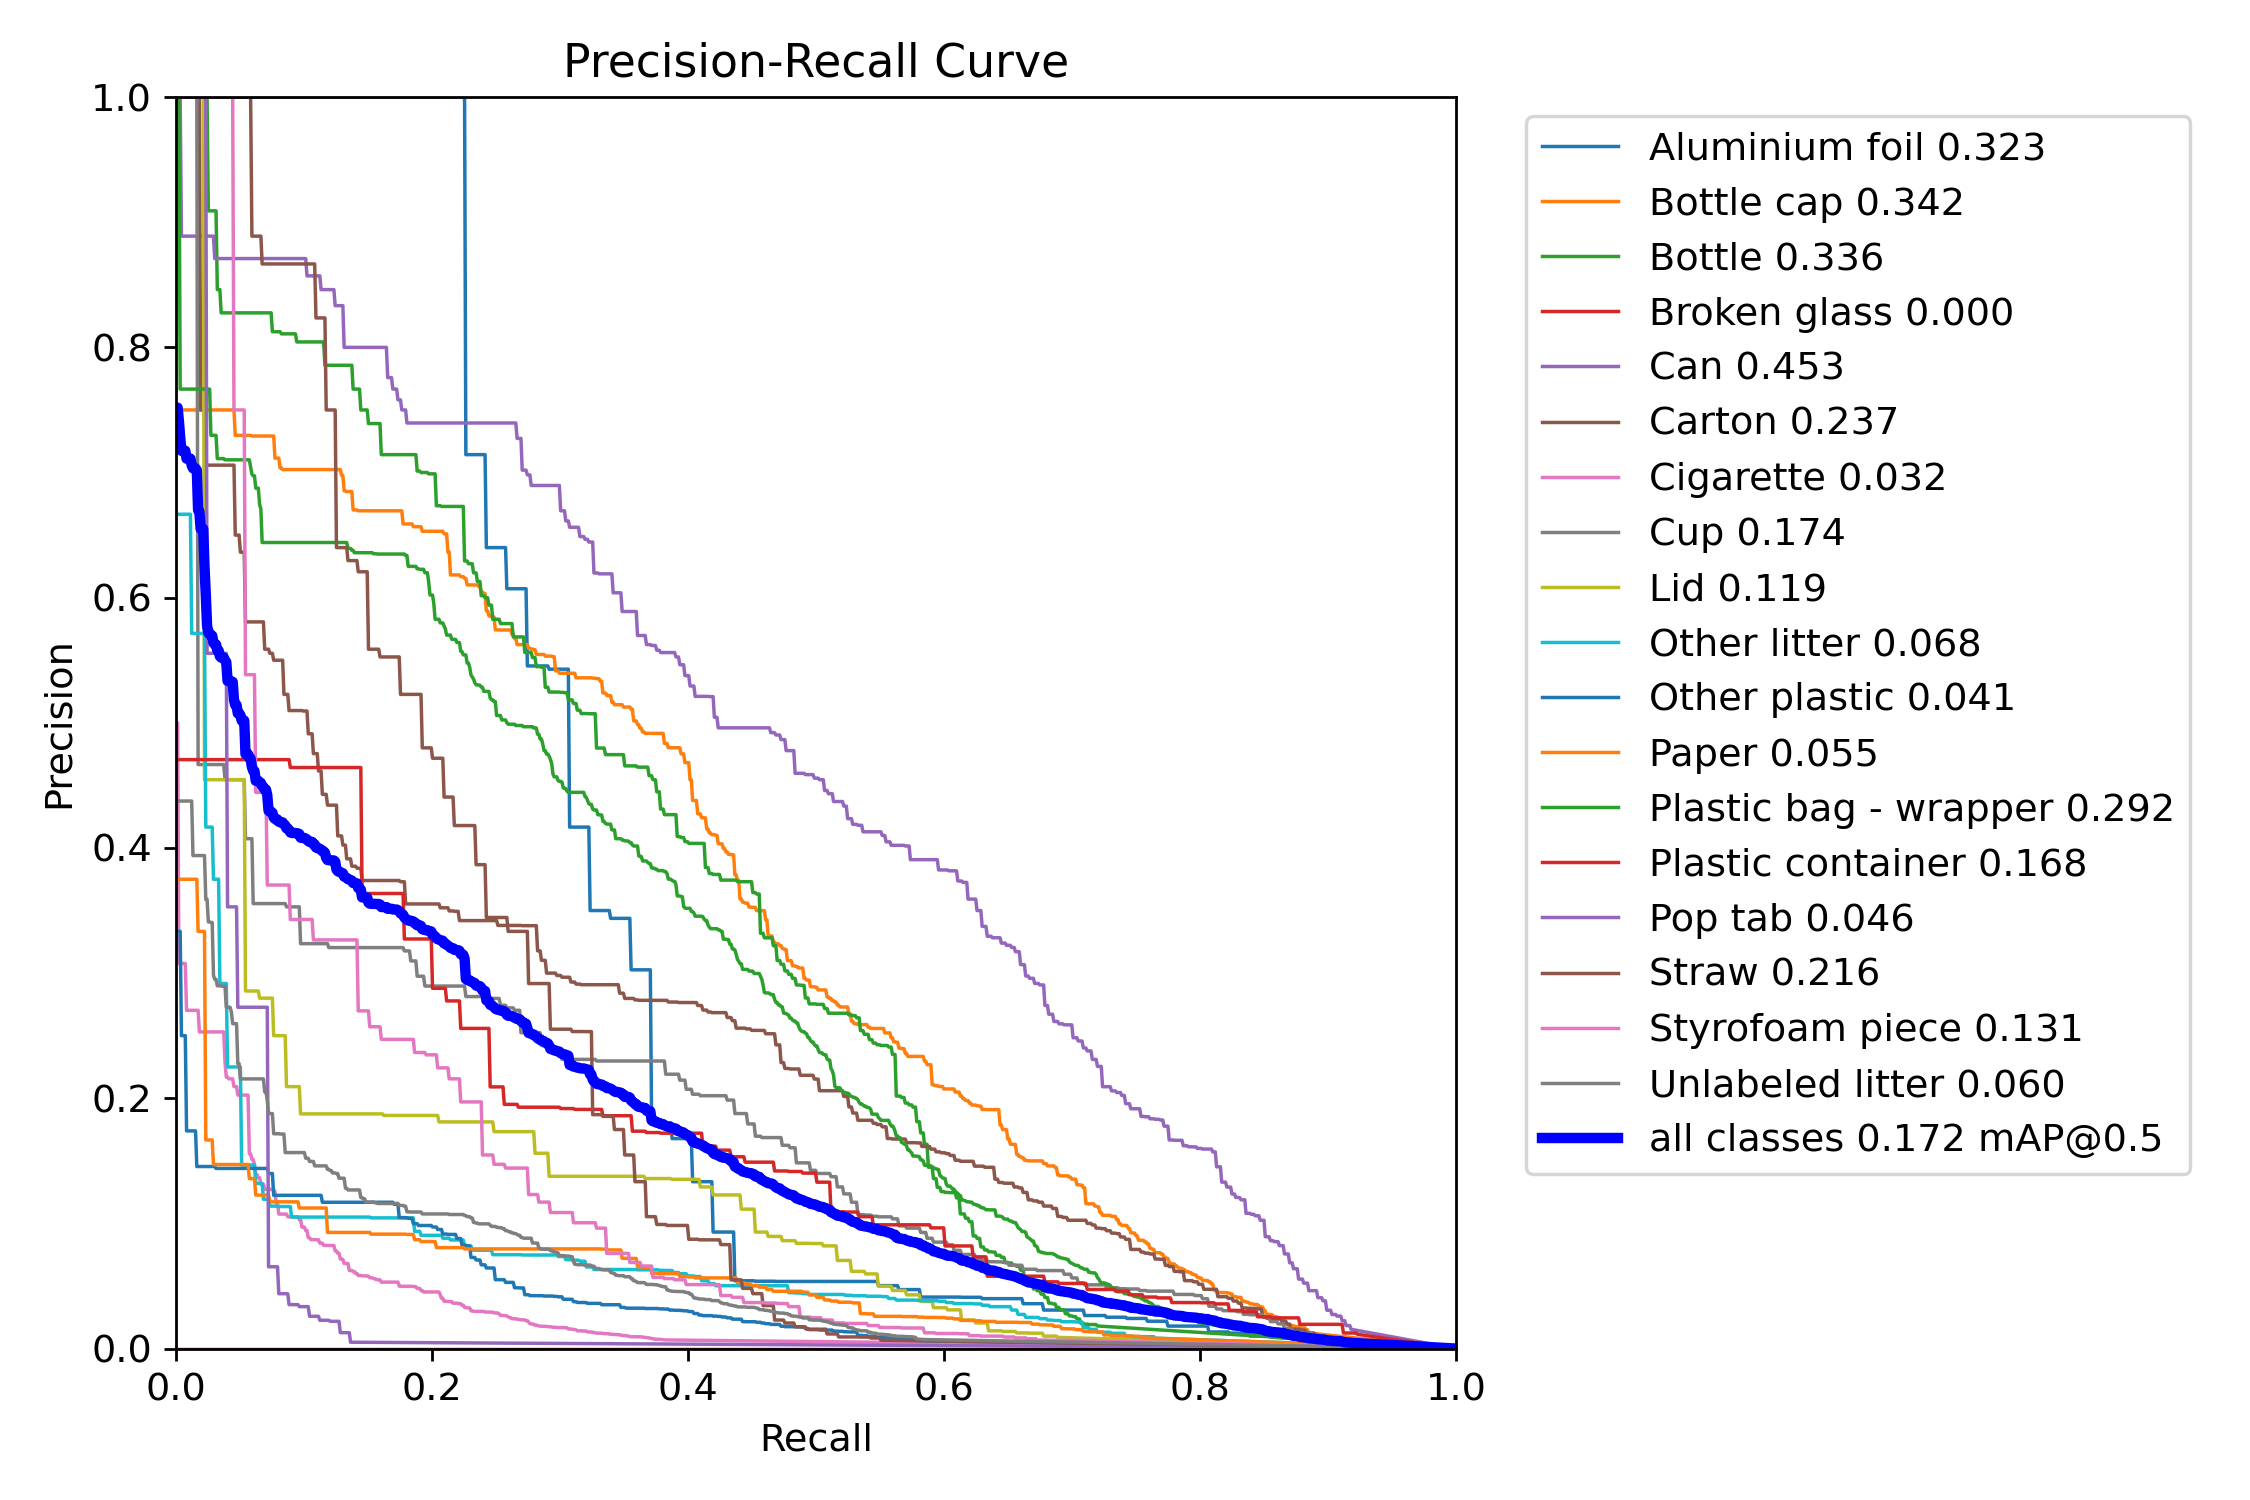 Precision-Recall Curve
1.0
0.8
0.6
0.4
0.2
0.0
Precision
0.0 0.2 0.4 0.6 0.8 1.0
Recall
Aluminium foil 0.323
Bottle cap 0.342
Bottle 0.336
Broken glass 0.000
Can 0.453
Carton 0.237
Cigarette 0.032
Cup 0.174
Lid 0.119
Other litter 0.068
Other plastic 0.041
Paper 0.055
Plastic bag - wrapper 0.292
Plastic container 0.168
Pop tab 0.046
Straw 0.216
Styrofoam piece 0.131
Unlabeled litter 0.060
all classes 0.172 mAP@0.5